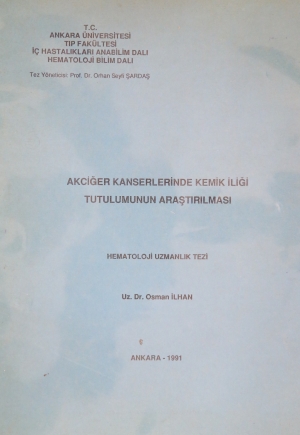 T.C.
ANKARA ÜNİVERSİTESİ
TIP FAKÜLTESİ
İÇ HASTALIKLARI ANABİLİM DALI
HEMATOLOJİ BİLİM DALI
Tez Yöneticisi Prof. Dr. Orhan Seyfi ŞARDAŞ
AKCİĞER KANSERLERİNDE KEMİK İLİĞİ
TUTULUMUNUN ARAŞTIRILMASI
HEMATOLOJİ UZMANLIK TEZİ
Uz. Dr. Osman İLHAN
ANKARA - 1991